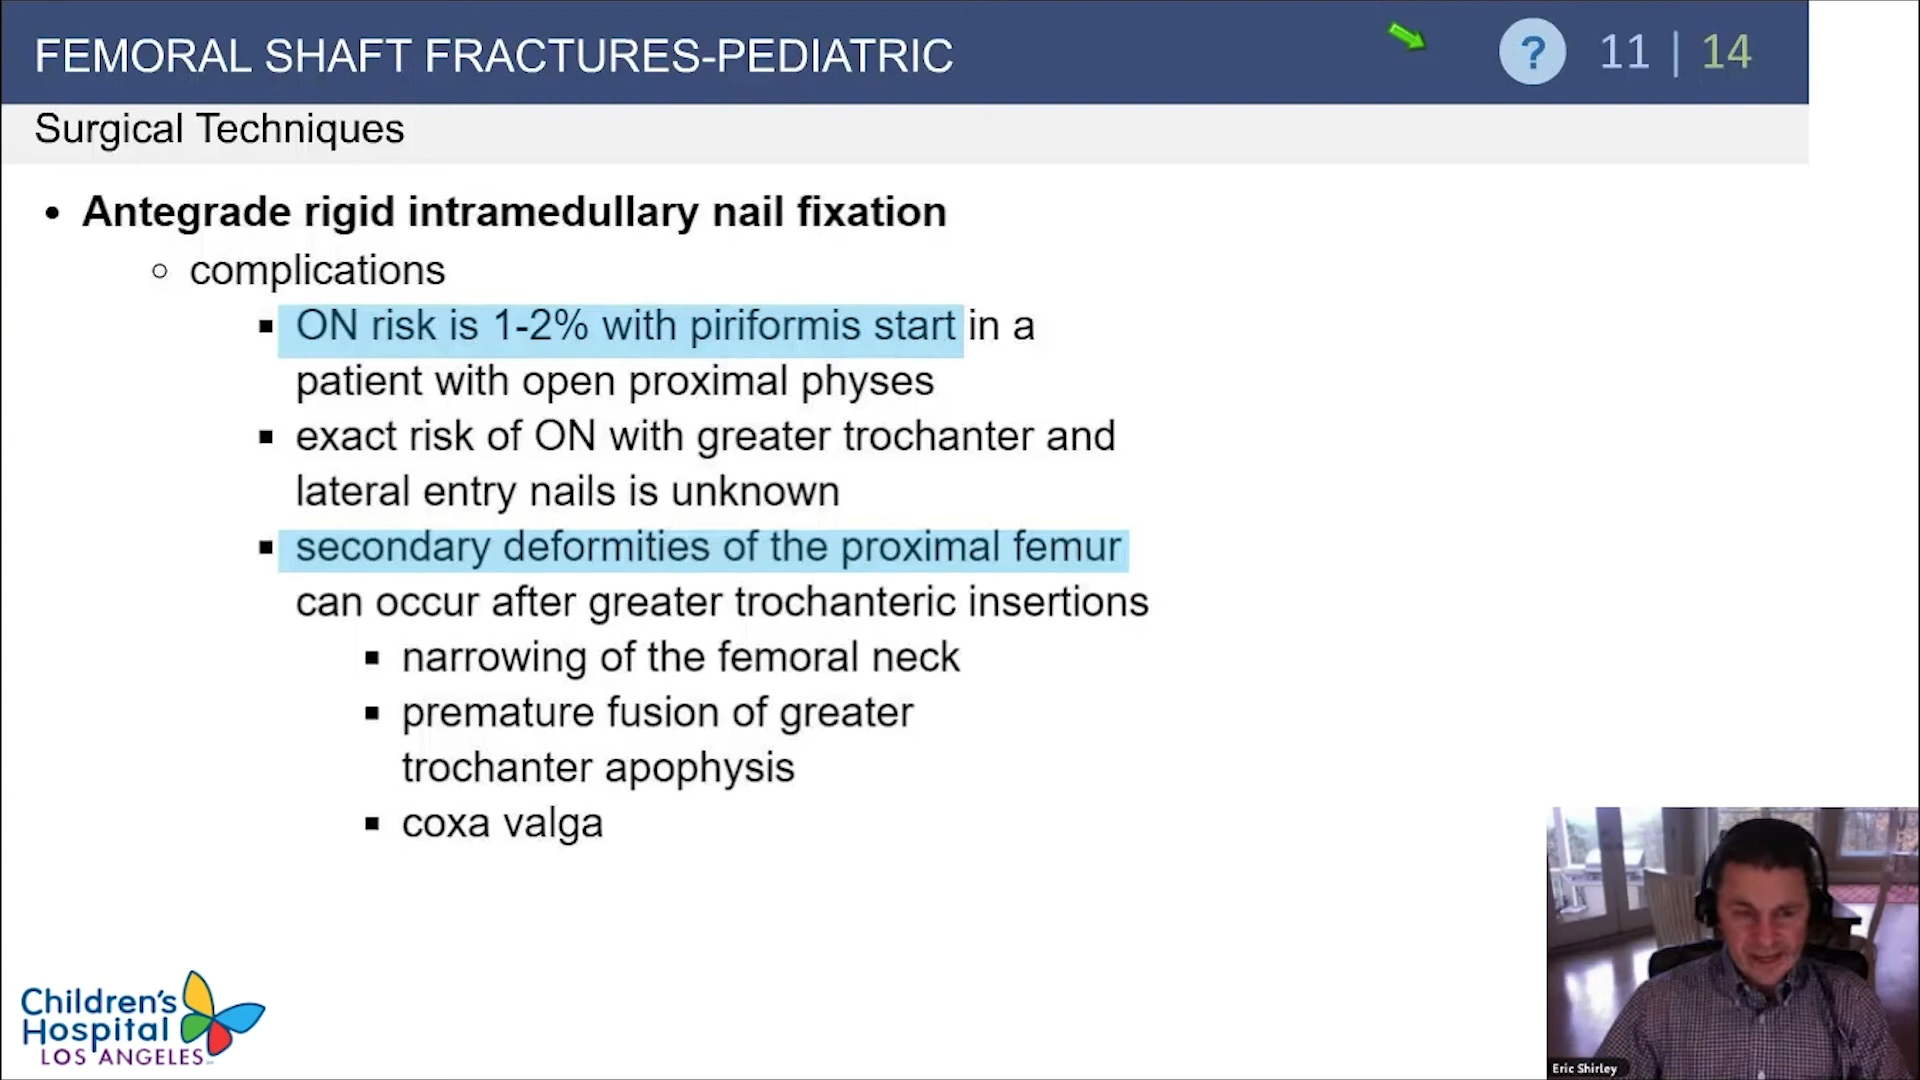 FEMORAL SHAFT FRACTURES-PEDIATRIC
? 11 | 14
Surgical Techniques
• Antegrade rigid intramedullary nail fixation
○ complications
▪ ON risk is 1-2% with piriformis start in a
patient with open proximal physes
▪ exact risk of ON with greater trochanter and
lateral entry nails is unknown
▪ secondary deformities of the proximal femur
can occur after greater trochanteric insertions
▪ narrowing of the femoral neck
▪ premature fusion of greater
trochanter apophysis
▪ coxa valga
Children's
Hospital
LOS ANGELES
Eric Shirley